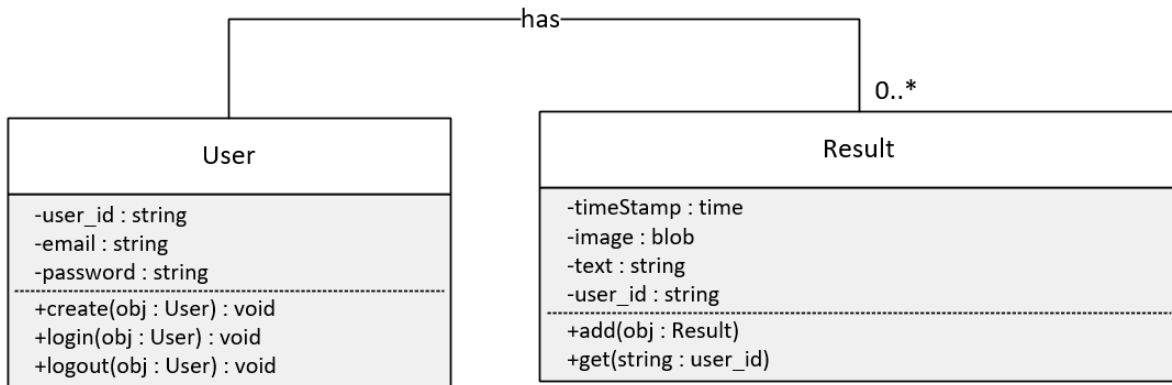 has
0..*
User
-user_id : string
-email : string
-password : string
+create(obj : User) : void
+login(obj : User) : void
+logout(obj : User) : void
Result
-timeStamp : time
-image : blob
-text : string
-user_id : string
+add(obj : Result)
+get(string : user_id)